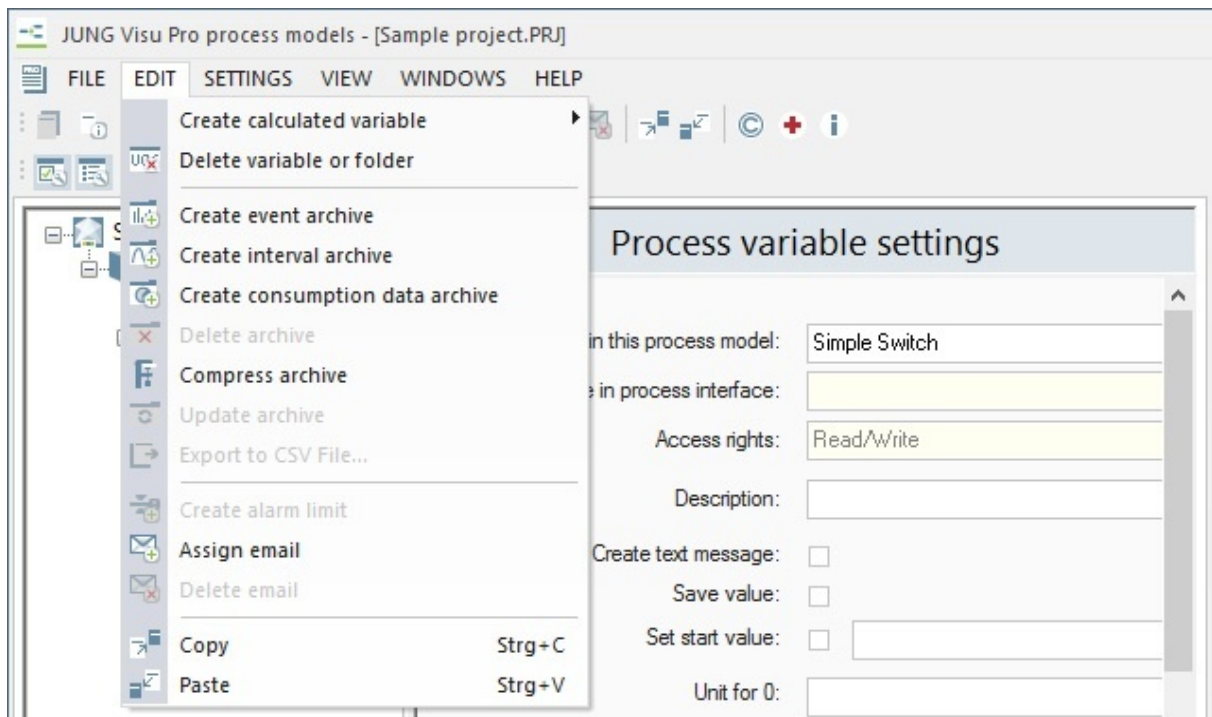 JUNG Visu Pro process models - [Sample project.PRJ]
FILE EDIT SETTINGS VIEW WINDOWS HELP
Create calculated variable
Delete variable or folder
Create event archive
Create interval archive
Create consumption data archive
Delete archive
Compress archive
Update archive
Export to CSV File...
Create alarm limit
Assign email
Delete email
Copy Strg+C
Paste Strg+V
Process variable settings
in this process model: Simple Switch
in process interface:
Access rights: Read/Write
Description:
Create text message:
Save value:
Set start value:
Unit for 0: